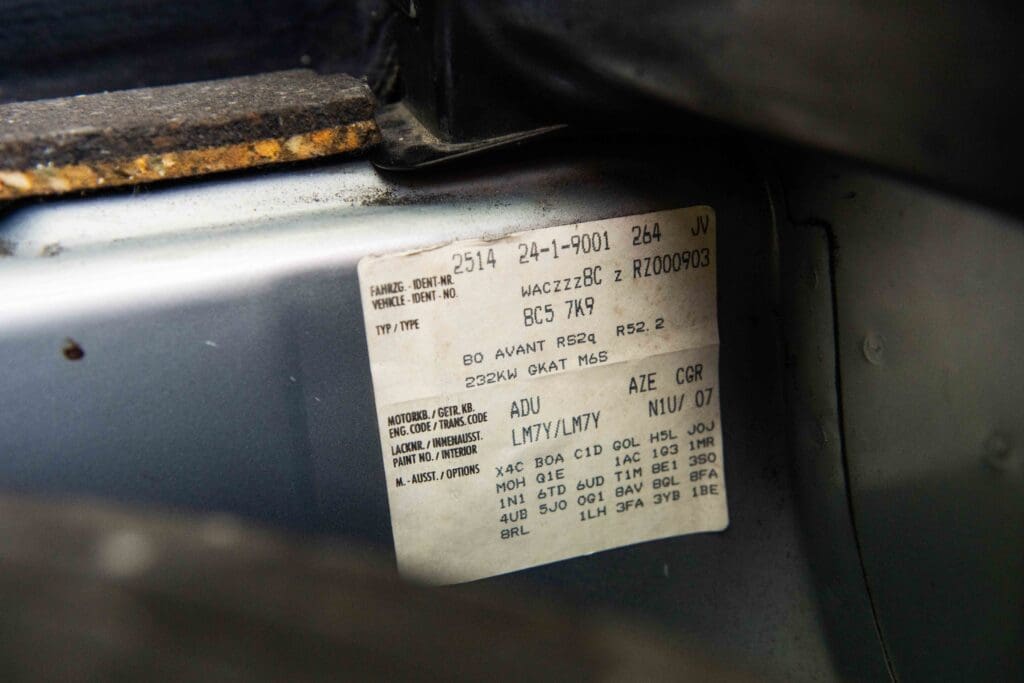 2514 24-1-9001 264 JV
FAHRZG. - IDENT-NR.
VEHICLE - IDENT - NO.
WACZZZ8C Z RZ000903
TYP / TYPE
8C5 7K9
80 AVANT RS2q R52.2
232KW GKAT M6S
MOTORKB. / GETR. KB.
ENG. CODE / TRANS. CODE
ADU AZE CGR
LACKNR. / INNENAUSST.
PAINT NO. / INTERIOR
LM7Y/LM7Y N1U/ 07
M. - AUSST. / OPTIONS
X4C B0A C1D G0L H5L J0J
M0H Q1E 1AC 1G3 1MR
1N1 6TD 6UD T1M 8E1 3S0
4UB 5J0 0G1 8AV 8GL 8FA
8RL 1LH 3FA 3YB 1BE